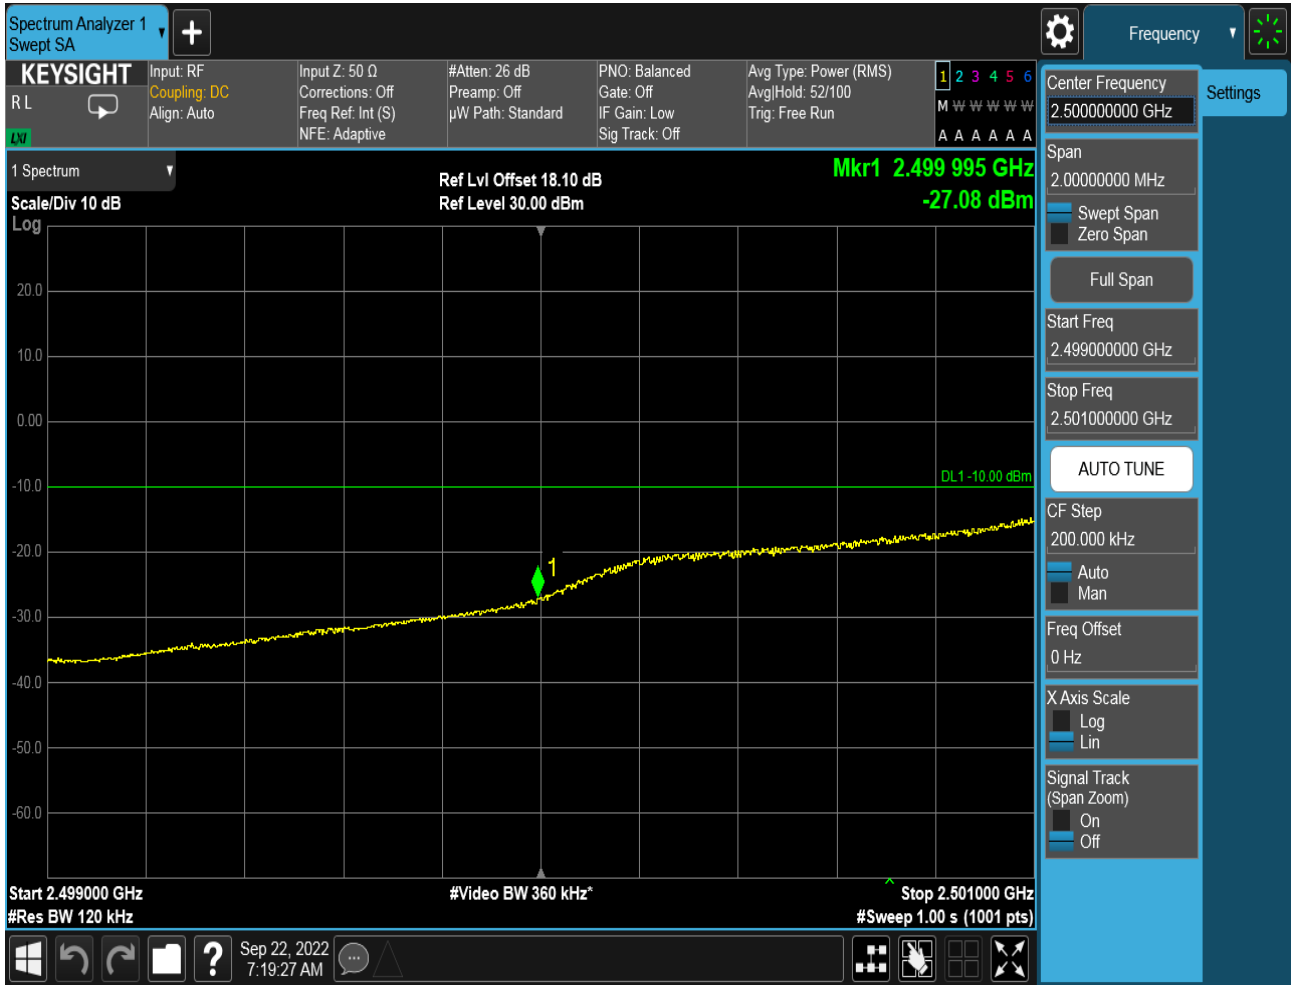 Spectrum Analyzer 1
Swept SA
Frequency
KEYSIGHT
R L
LXI
Input: RF
Coupling: DC
Align: Auto
Input Z: 50 Ω
Corrections: Off
Freq Ref: Int (S)
NFE: Adaptive
#Atten: 26 dB
Preamp: Off
µW Path: Standard
PNO: Balanced
Gate: Off
IF Gain: Low
Sig Track: Off
Avg Type: Power (RMS)
Avg|Hold: 52/100
Trig: Free Run
1 2 3 4 5 6
M W W W W W
A A A A A A
1 Spectrum
Scale/Div 10 dB
Log
Ref Lvl Offset 18.10 dB
Ref Level 30.00 dBm
Mkr1 2.499 995 GHz
-27.08 dBm
20.0
10.0
0.00
-10.0
-20.0
-30.0
-40.0
-50.0
-60.0
DL1 -10.00 dBm
1
Start 2.499000 GHz
#Res BW 120 kHz
#Video BW 360 kHz*
Stop 2.501000 GHz
#Sweep 1.00 s (1001 pts)
Sep 22, 2022
7:19:27 AM
Center Frequency
2.500000000 GHz
Settings
Span
2.00000000 MHz
Swept Span
Zero Span
Full Span
Start Freq
2.499000000 GHz
Stop Freq
2.501000000 GHz
AUTO TUNE
CF Step
200.000 kHz
Auto
Man
Freq Offset
0 Hz
X Axis Scale
Log
Lin
Signal Track
(Span Zoom)
On
Off